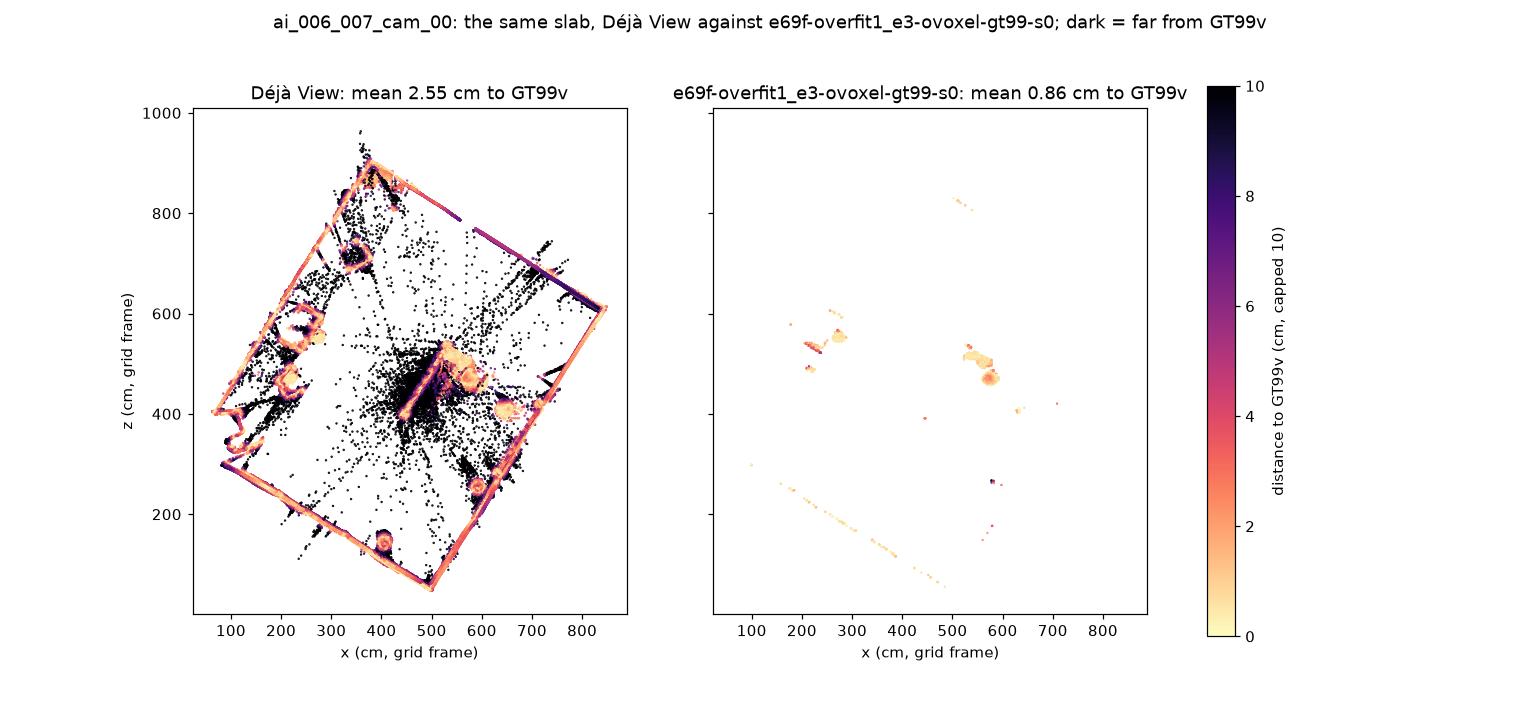 ai_006_007_cam_00: the same slab, Déjà View against e69f-overfit1_e3-ovoxel-gt99-s0; dark = far from GT99v
Déjà View: mean 2.55 cm to GT99v
e69f-overfit1_e3-ovoxel-gt99-s0: mean 0.86 cm to GT99v
1000
800
600
400
200
z (cm, grid frame)
100 200 300 400 500 600 700 800
x (cm, grid frame)
100 200 300 400 500 600 700 800
x (cm, grid frame)
10
8
6
4
2
0
distance to GT99v (cm, capped 10)